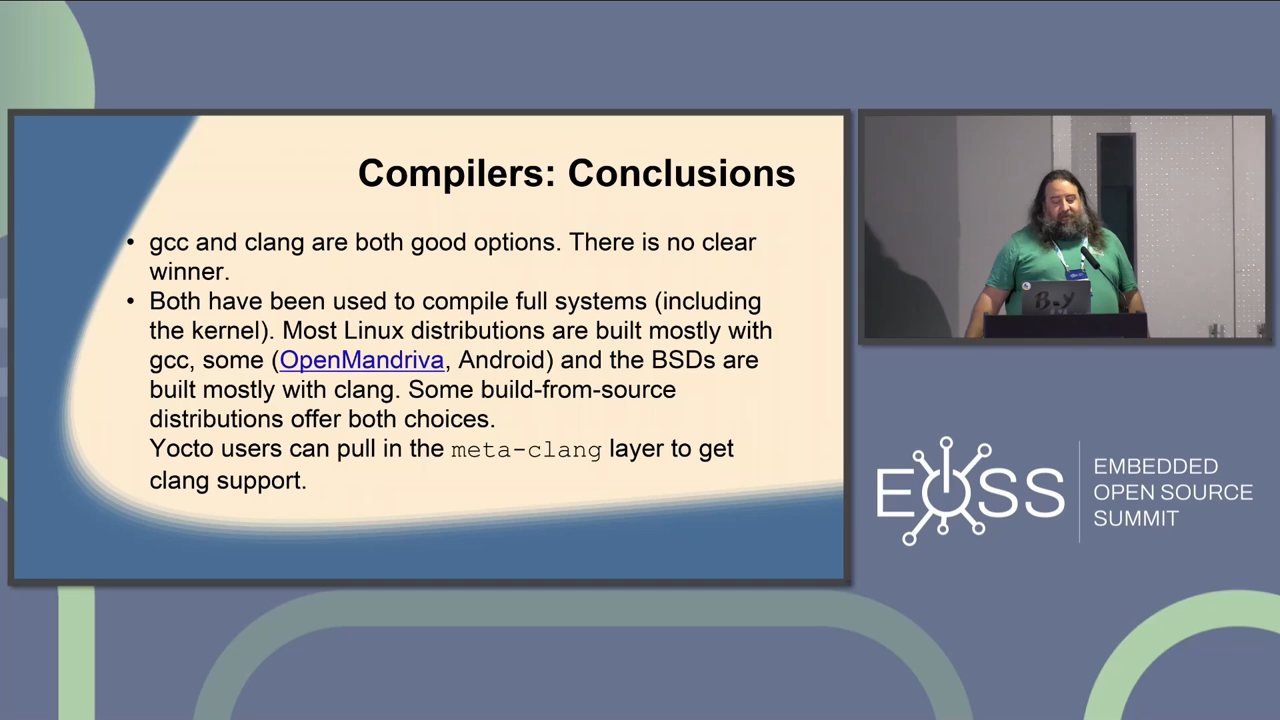 Compilers: Conclusions
• gcc and clang are both good options. There is no clear
winner.
• Both have been used to compile full systems (including
the kernel). Most Linux distributions are built mostly with
gcc, some (OpenMandriva, Android) and the BSDs are
built mostly with clang. Some build-from-source
distributions offer both choices.
Yocto users can pull in the meta-clang layer to get
clang support.
EOSS
EMBEDDED
OPEN SOURCE
SUMMIT